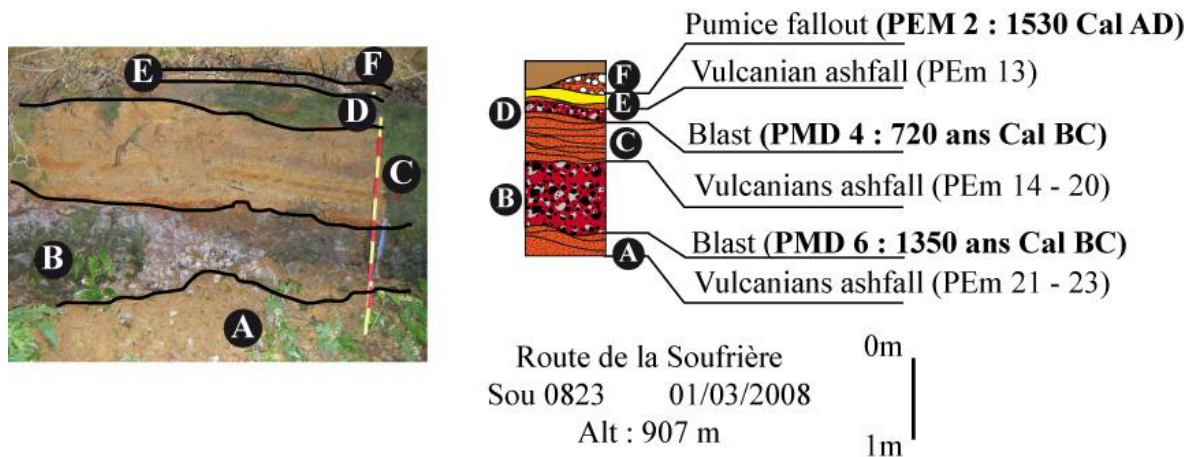 E
F
D
C
B
A
Pumice fallout (PEM 2 : 1530 Cal AD)
F
Vulcanian ashfall (PEm 13)
E
D
Blast (PMD 4 : 720 ans Cal BC)
C
Vulcanians ashfall (PEm 14 - 20)
B
Blast (PMD 6 : 1350 ans Cal BC)
A
Vulcanians ashfall (PEm 21 - 23)
Route de la Soufrière
Sou 0823 01/03/2008
Alt : 907 m
0m
1m